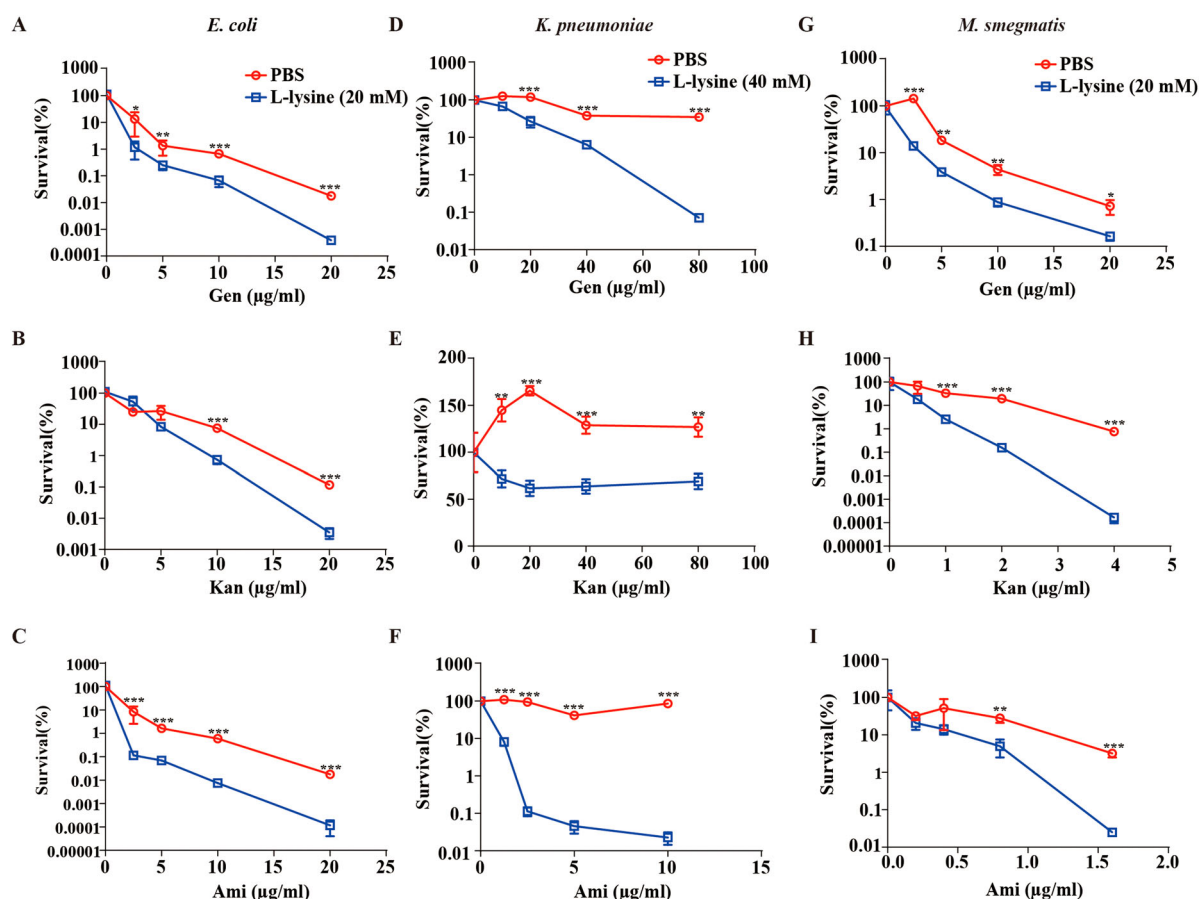 A E. coli D K. pneumoniae G M. smegmatis
PBS
L-lysine (20 mM)
1000
100
10
1
0.1
0.01
0.001
0.0001
Survival(%)
* ** *** ***
0 5 10 15 20 25
Gen (µg/ml)
PBS
L-lysine (40 mM)
1000
100
10
1
0.1
0.01
Survival(%)
*** *** ***
0 20 40 60 80 100
Gen (µg/ml)
PBS
L-lysine (20 mM)
1000
100
10
1
0.1
Survival(%)
*** ** ** *
0 5 10 15 20 25
Gen (µg/ml)
B
1000
100
10
1
0.1
0.01
0.001
Survival(%)
*** ***
0 5 10 15 20 25
Kan (µg/ml)
E
200
150
100
50
0
Survival(%)
** *** *** **
0 20 40 60 80 100
Kan (µg/ml)
H
1000
100
10
1
0.1
0.01
0.001
0.0001
0.00001
Survival(%)
*** *** ***
0 1 2 3 4 5
Kan (µg/ml)
C
1000
100
10
1
0.1
0.01
0.001
0.0001
0.00001
Survival(%)
*** *** *** ***
0 5 10 15 20 25
Ami (µg/ml)
F
1000
100
10
1
0.1
0.01
Survival(%)
*** *** *** ***
0 5 10 15
Ami (µg/ml)
I
1000
100
10
1
0.1
0.01
Survival(%)
** ***
0.0 0.5 1.0 1.5 2.0
Ami (µg/ml)